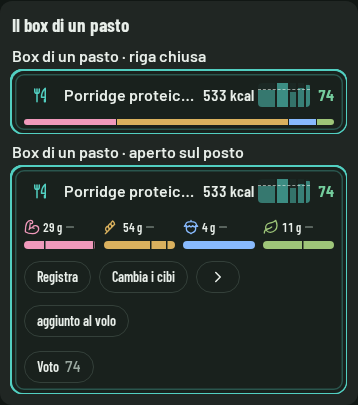 Il box di un pasto
Box di un pasto · riga chiusa
Porridge proteic... 533 kcal 74
Box di un pasto · aperto sul posto
Porridge proteic... 533 kcal 74
29 g — 54 g — 4 g — 11 g —
Registra Cambia i cibi
aggiunto al volo
Voto 74